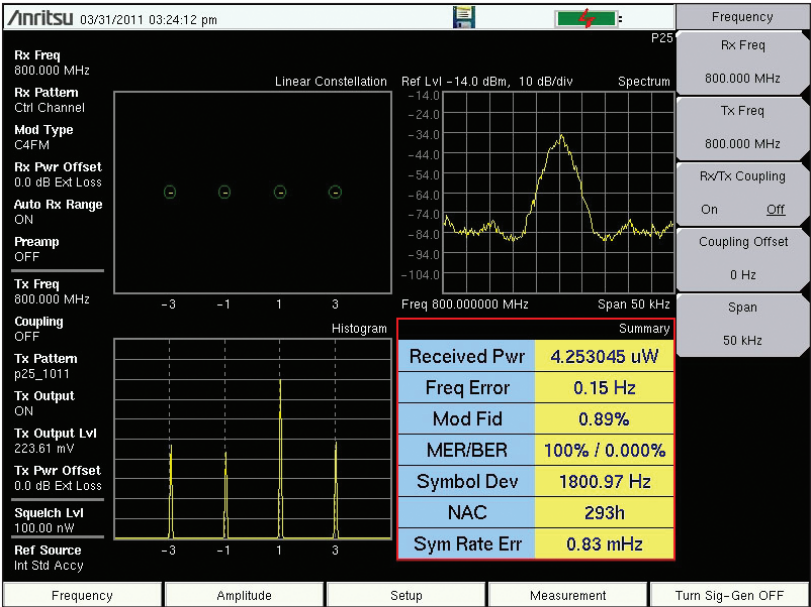 Anritsu 03/31/2011 03:24:12 pm
Frequency
P25
Rx Freq
800.000 MHz
Rx Pattern
Ctrl Channel
Mod Type
C4FM
Rx Pwr Offset
0.0 dB Ext Loss
Auto Rx Range
ON
Preamp
OFF
Tx Freq
800.000 MHz
Coupling
OFF
Tx Pattern
p25_1011
Tx Output
ON
Tx Output Lvl
223.61 mV
Tx Pwr Offset
0.0 dB Ext Loss
Squelch Lvl
100.00 nW
Ref Source
Int Std Accy
Linear Constellation
-3 -1 1 3
Ref Lvl -14.0 dBm, 10 dB/div Spectrum
-14.0
-24.0
-34.0
-44.0
-54.0
-64.0
-74.0
-84.0
-94.0
-104.0
Freq 800.000000 MHz Span 50 kHz
Histogram
-3 -1 1 3
Summary
Received Pwr 4.253045 uW
Freq Error 0.15 Hz
Mod Fid 0.89%
MER/BER 100% / 0.000%
Symbol Dev 1800.97 Hz
NAC 293h
Sym Rate Err 0.83 mHz
Rx Freq
800.000 MHz
Tx Freq
800.000 MHz
Rx/Tx Coupling
On Off
Coupling Offset
0 Hz
Span
50 kHz
Frequency Amplitude Setup Measurement Turn Sig-Gen OFF